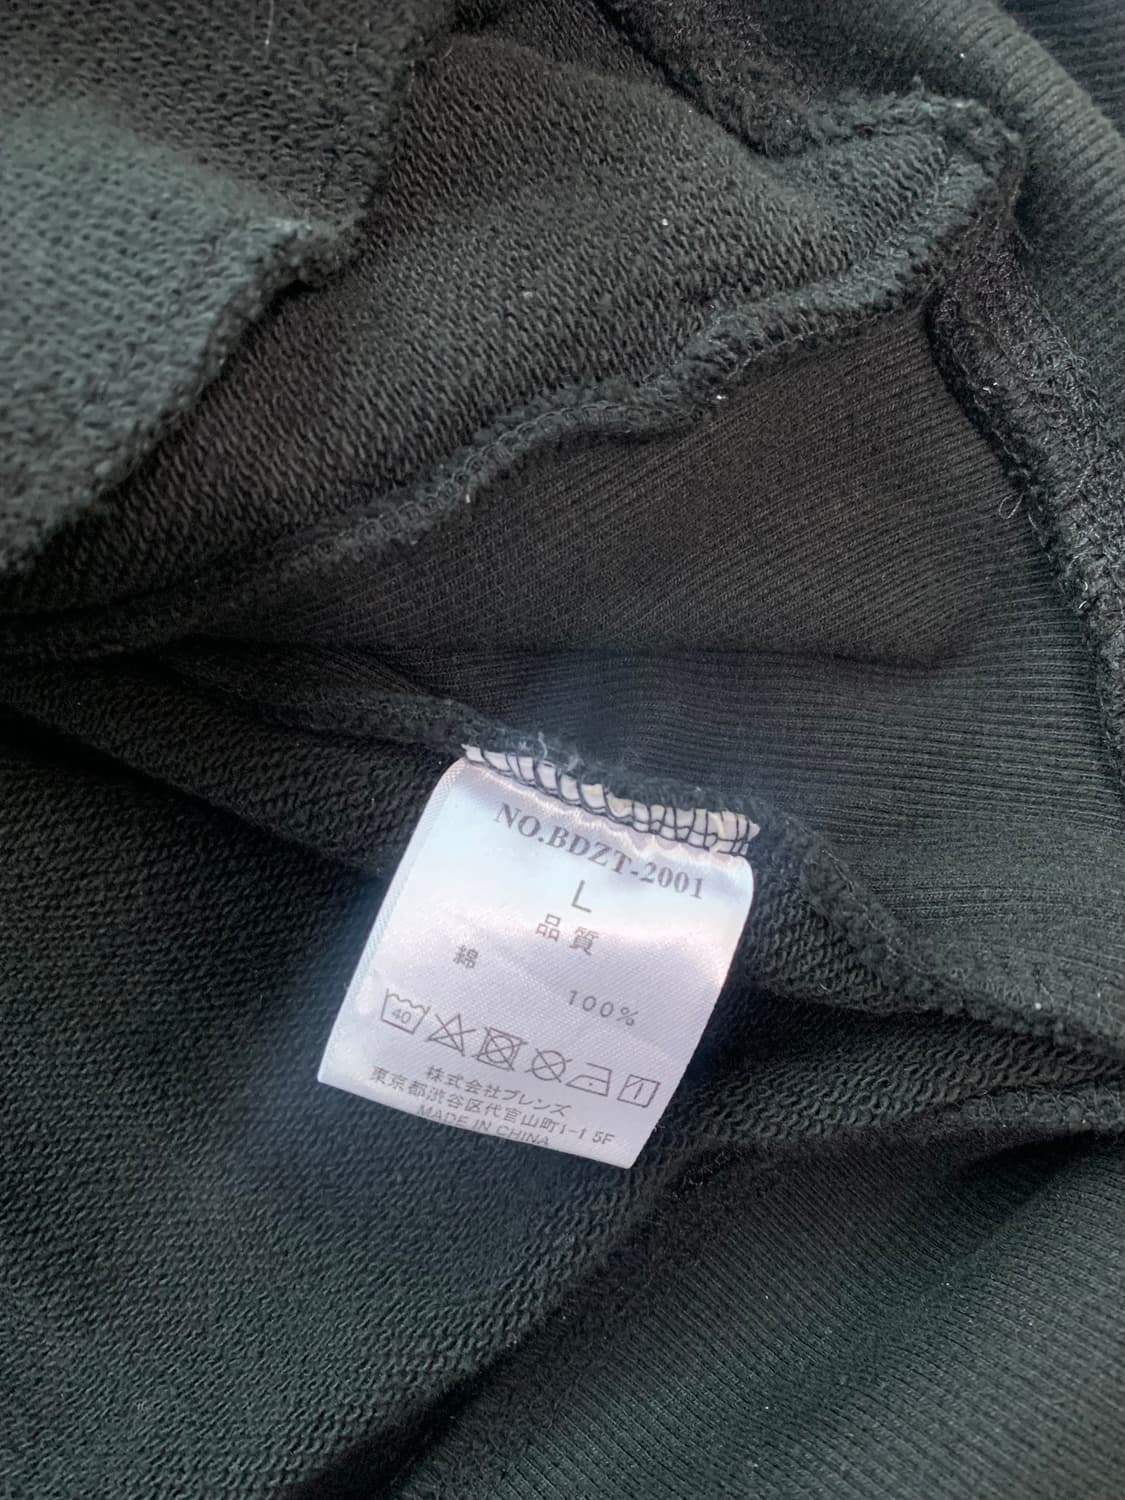 NO.BDZT-2001
L
品質
綿 100%
40
株式会社ブレンズ
東京都渋谷区代官山町1-1 5F
MADE IN CHINA